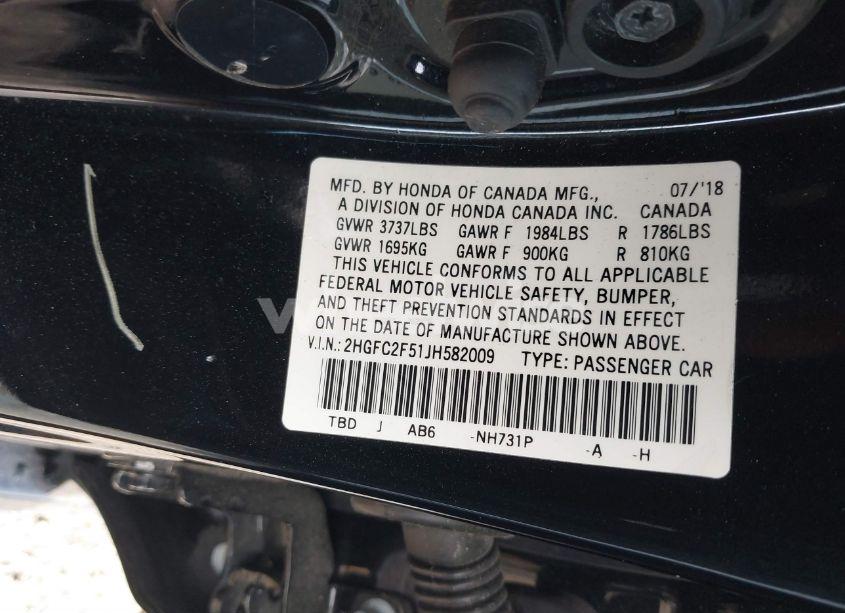 MFD. BY HONDA OF CANADA MFG., 07/'18
A DIVISION OF HONDA CANADA INC. CANADA
GVWR 3737LBS GAWR F 1984LBS R 1786LBS
GVWR 1695KG GAWR F 900KG R 810KG
THIS VEHICLE CONFORMS TO ALL APPLICABLE
FEDERAL MOTOR VEHICLE SAFETY, BUMPER,
AND THEFT PREVENTION STANDARDS IN EFFECT
ON THE DATE OF MANUFACTURE SHOWN ABOVE.
V.I.N.: 2HGFC2F51JH582009 TYPE: PASSENGER CAR
TBD J AB6 -NH731P -A -H